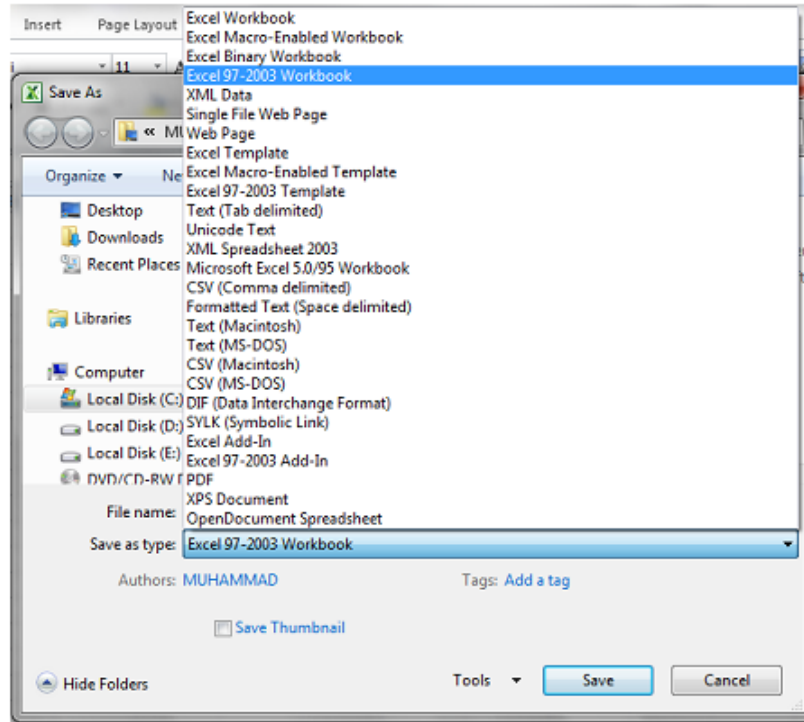 Insert Page Layout
11
Excel Workbook
Excel Macro-Enabled Workbook
Excel Binary Workbook
Excel 97-2003 Workbook
XML Data
Single File Web Page
Web Page
Excel Template
Excel Macro-Enabled Template
Excel 97-2003 Template
Text (Tab delimited)
Unicode Text
XML Spreadsheet 2003
Microsoft Excel 5.0/95 Workbook
CSV (Comma delimited)
Formatted Text (Space delimited)
Text (Macintosh)
Text (MS-DOS)
CSV (Macintosh)
CSV (MS-DOS)
DIF (Data Interchange Format)
SYLK (Symbolic Link)
Excel Add-In
Excel 97-2003 Add-In
PDF
XPS Document
OpenDocument Spreadsheet
Save As
« MU
Organize Ne
Desktop
Downloads
Recent Places
Libraries
Computer
Local Disk (C:)
Local Disk (D:)
Local Disk (E:)
DVD/CD-RW
File name:
Save as type: Excel 97-2003 Workbook
Authors: MUHAMMAD Tags: Add a tag
Save Thumbnail
Hide Folders Tools Save Cancel